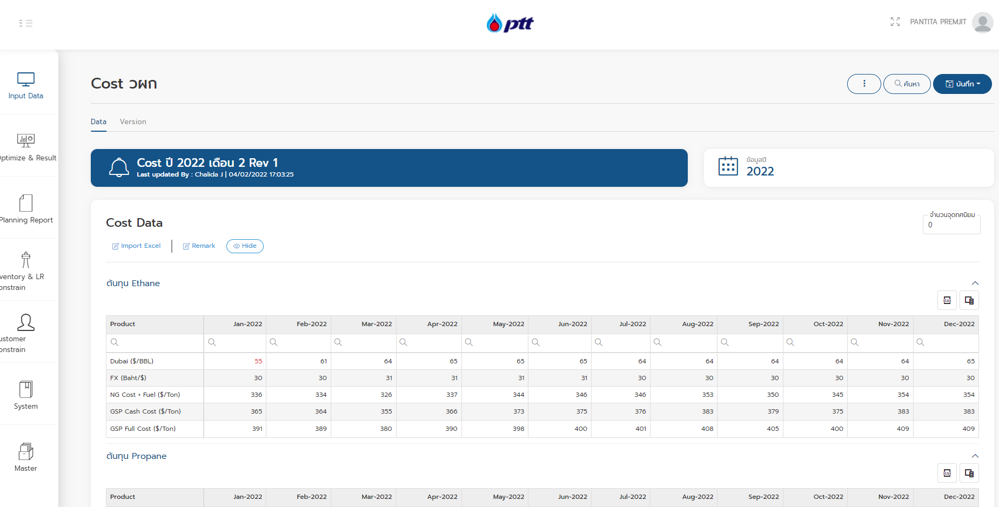 ptt
PANTITA PREMJIT
Input Data
Optimize & Result
Planning Report
ventory & LR
onstrain
ustomer
onstrain
System
Master
Cost วผก
ค้นหา
บันทึก
Data Version
Cost ปี 2022 เดือน 2 Rev 1
Last updated By : Chalida J | 04/02/2022 17:03:25
ข้อมูลปี
2022
Cost Data
จำนวนจุดทศนิยม
0
Import Excel | Remark Hide
ต้นทุน Ethane
XLSX
Product Jan-2022 Feb-2022 Mar-2022 Apr-2022 May-2022 Jun-2022 Jul-2022 Aug-2022 Sep-2022 Oct-2022 Nov-2022 Dec-2022
Dubai ($/BBL) 55 61 64 65 65 65 64 64 64 64 64 65
FX (Baht/$) 30 30 31 31 31 31 30 30 30 30 30 30
NG Cost + Fuel ($/Ton) 336 334 326 337 344 346 346 353 350 345 354 354
GSP Cash Cost ($/Ton) 365 364 355 366 373 375 376 383 379 375 383 383
GSP Full Cost ($/Ton) 391 389 380 390 398 400 401 408 405 400 409 409
ต้นทุน Propane
XLSX
Product Jan-2022 Feb-2022 Mar-2022 Apr-2022 May-2022 Jun-2022 Jul-2022 Aug-2022 Sep-2022 Oct-2022 Nov-2022 Dec-2022